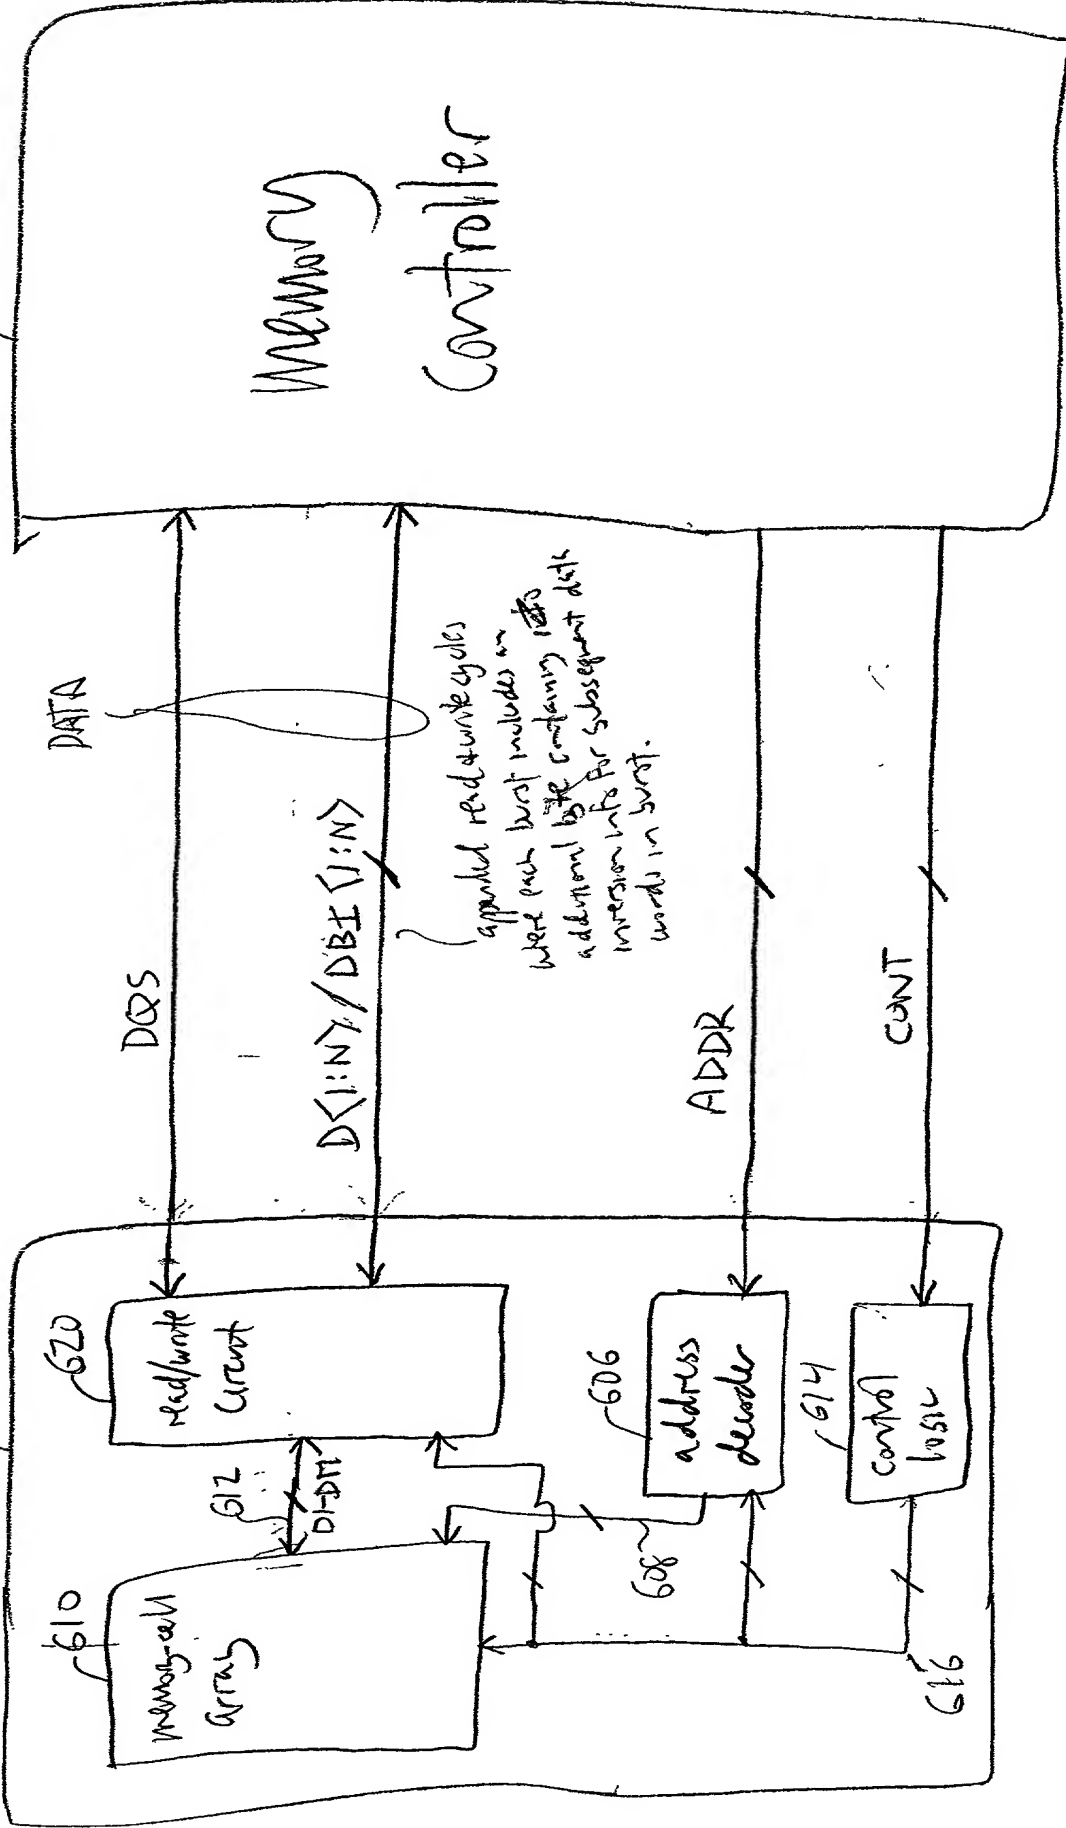 610
memory-cell
array
612
D1-DM
620
read/write
circuit
606
address
decoder
608
614
control
logic
616
DQS
D<1:N>/DBI<1:N>
DATA
appended read & write cycles
where each burst includes an
additional byte containing
inversion info for subsequent data
words in burst.
ADDR
CONT
Memory
Controller